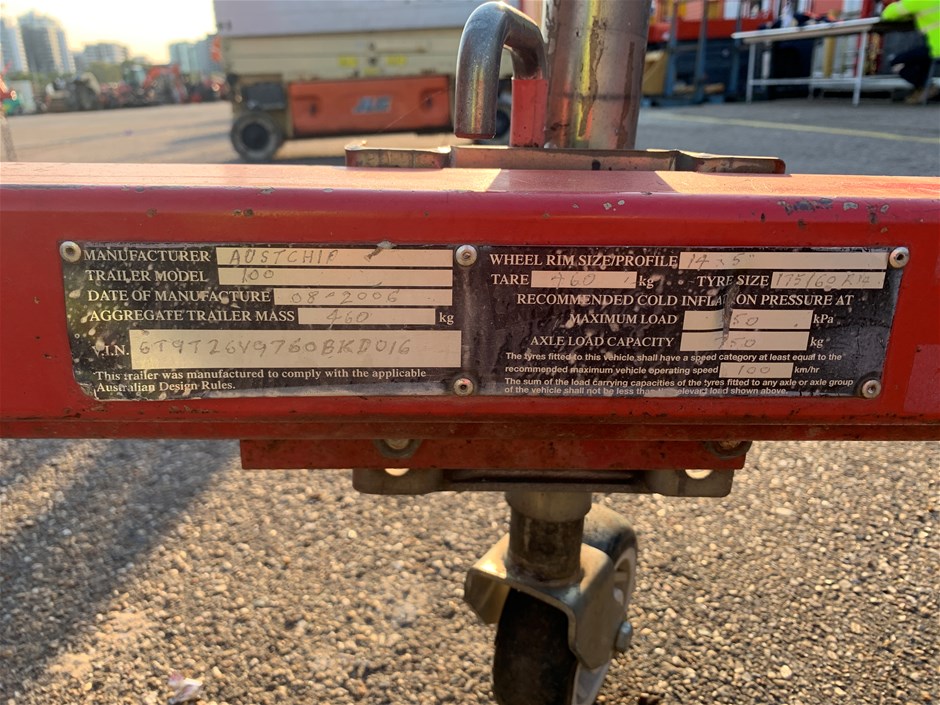 MANUFACTURER AUSTCHIP
TRAILER MODEL 100
DATE OF MANUFACTURE 08-2006
AGGREGATE TRAILER MASS 460 kg
V.I.N. 6T9T26V9760BKD016
This trailer was manufactured to comply with the applicable
Australian Design Rules.
WHEEL RIM SIZE/PROFILE 14 x 5"
TARE 460 kg TYRE SIZE 175/60 R14
RECOMMENDED COLD INFLATION PRESSURE AT
MAXIMUM LOAD kPa
AXLE LOAD CAPACITY 750 kg
The tyres fitted to this vehicle shall have a speed category at least equal to the
recommended maximum vehicle operating speed 100 km/hr
The sum of the load carrying capacities of the tyres fitted to any axle or axle group
of the vehicle shall not be less than the relevant load shown above.